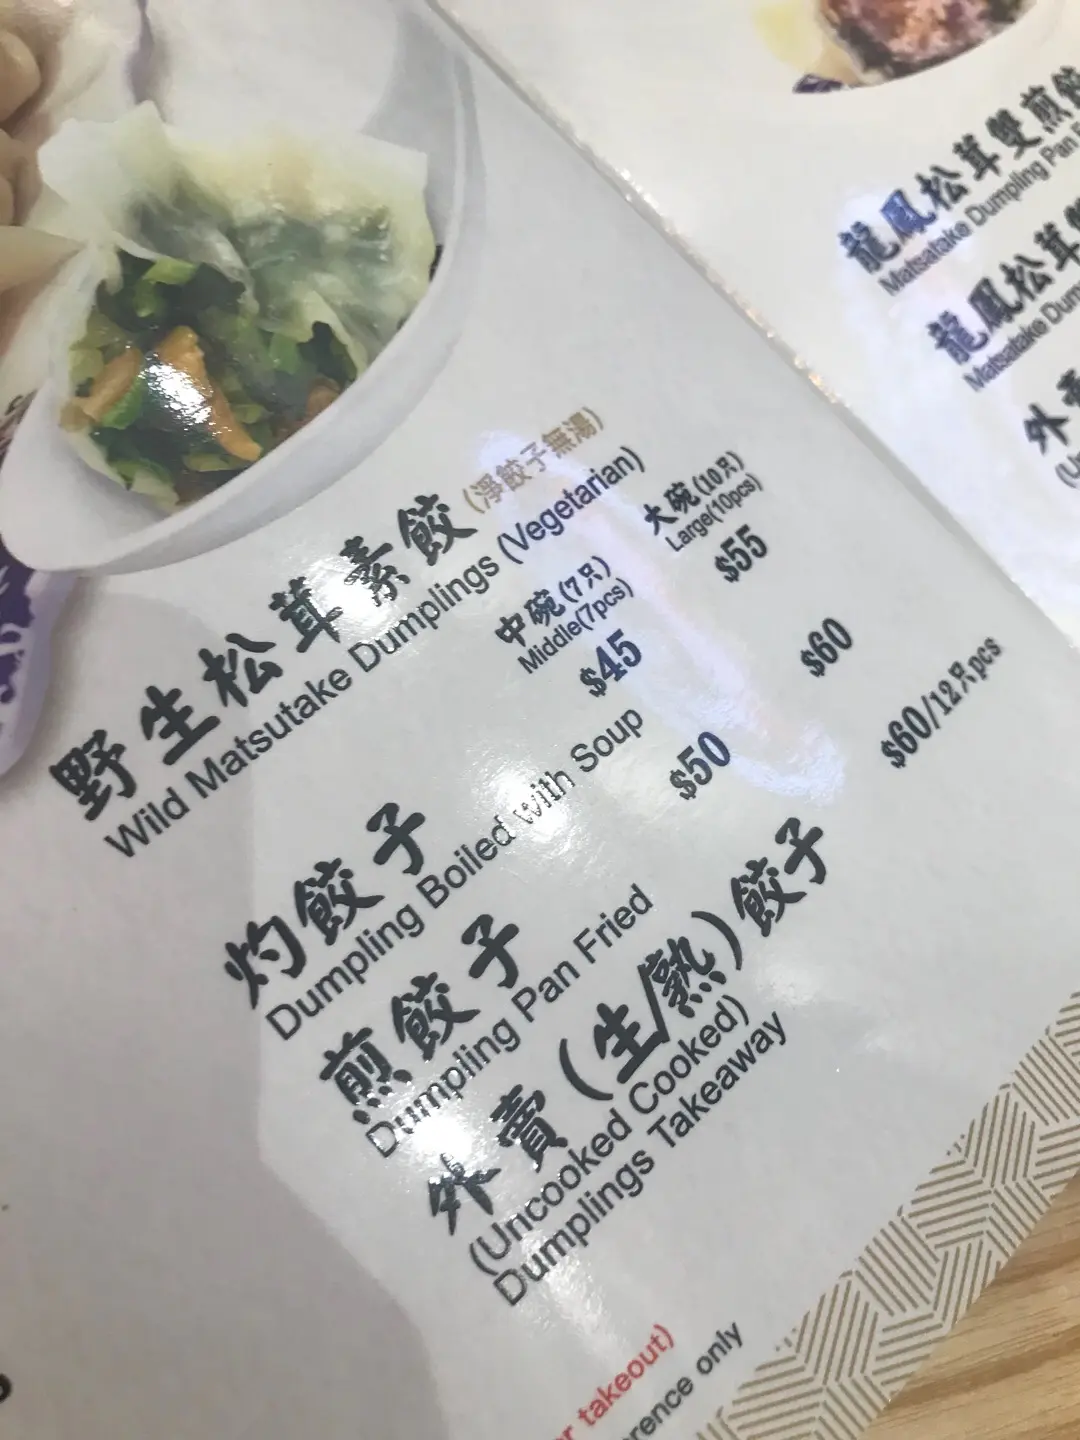 野生松茸素餃(淨餃子無湯)
Wild Matsutake Dumplings (Vegetarian)
中碗(7只) 大碗(10只)
Middle(7pcs) Large(10pcs)
灼餃子 $45 $55
Dumpling Boiled with Soup
煎餃子 $50 $60
Dumpling Pan Fried
外賣(生/熟)餃子 $60/12只pcs
(Uncooked Cooked)
Dumplings Takeaway
takeout)
only
龍鳳松茸雙煎
Matsatake Dumpling Pan
龍鳳松茸
Matsatake
外